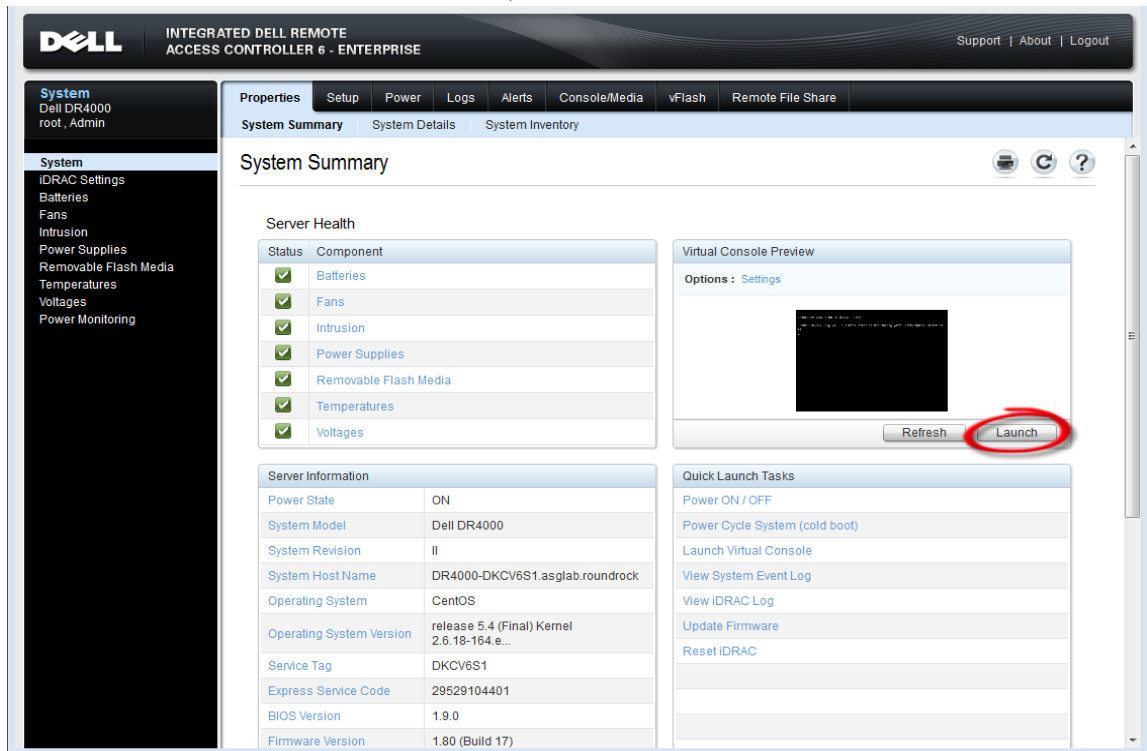 DELL
INTEGRATED DELL REMOTE
ACCESS CONTROLLER 6 - ENTERPRISE
Support | About | Logout
System
Dell DR4000
root , Admin
Properties Setup Power Logs Alerts Console/Media vFlash Remote File Share
System Summary System Details System Inventory
System
iDRAC Settings
Batteries
Fans
Intrusion
Power Supplies
Removable Flash Media
Temperatures
Voltages
Power Monitoring
System Summary
Server Health
Status Component
Batteries
Fans
Intrusion
Power Supplies
Removable Flash Media
Temperatures
Voltages
Virtual Console Preview
Options : Settings
Refresh Launch
Server Information
Power State ON
System Model Dell DR4000
System Revision II
System Host Name DR4000-DKCV6S1.asglab.roundrock
Operating System CentOS
Operating System Version release 5.4 (Final) Kernel
2.6.18-164.e...
Service Tag DKCV6S1
Express Service Code 29529104401
BIOS Version 1.9.0
Firmware Version 1.80 (Build 17)
Quick Launch Tasks
Power ON / OFF
Power Cycle System (cold boot)
Launch Virtual Console
View System Event Log
View iDRAC Log
Update Firmware
Reset iDRAC